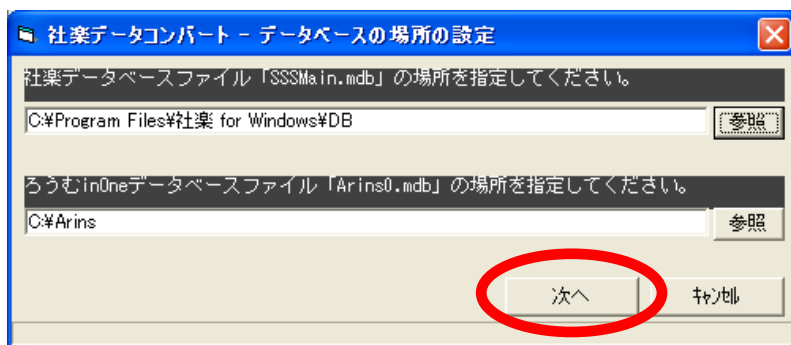 社楽データコンバート - データベースの場所の設定
社楽データベースファイル「SSSMain.mdb」の場所を指定してください。
C:¥Program Files¥社楽 for Windows¥DB
参照
ろうむinOneデータベースファイル「Arins0.mdb」の場所を指定してください。
C:¥Arins
参照
次へ
ｷｬﾝｾﾙ